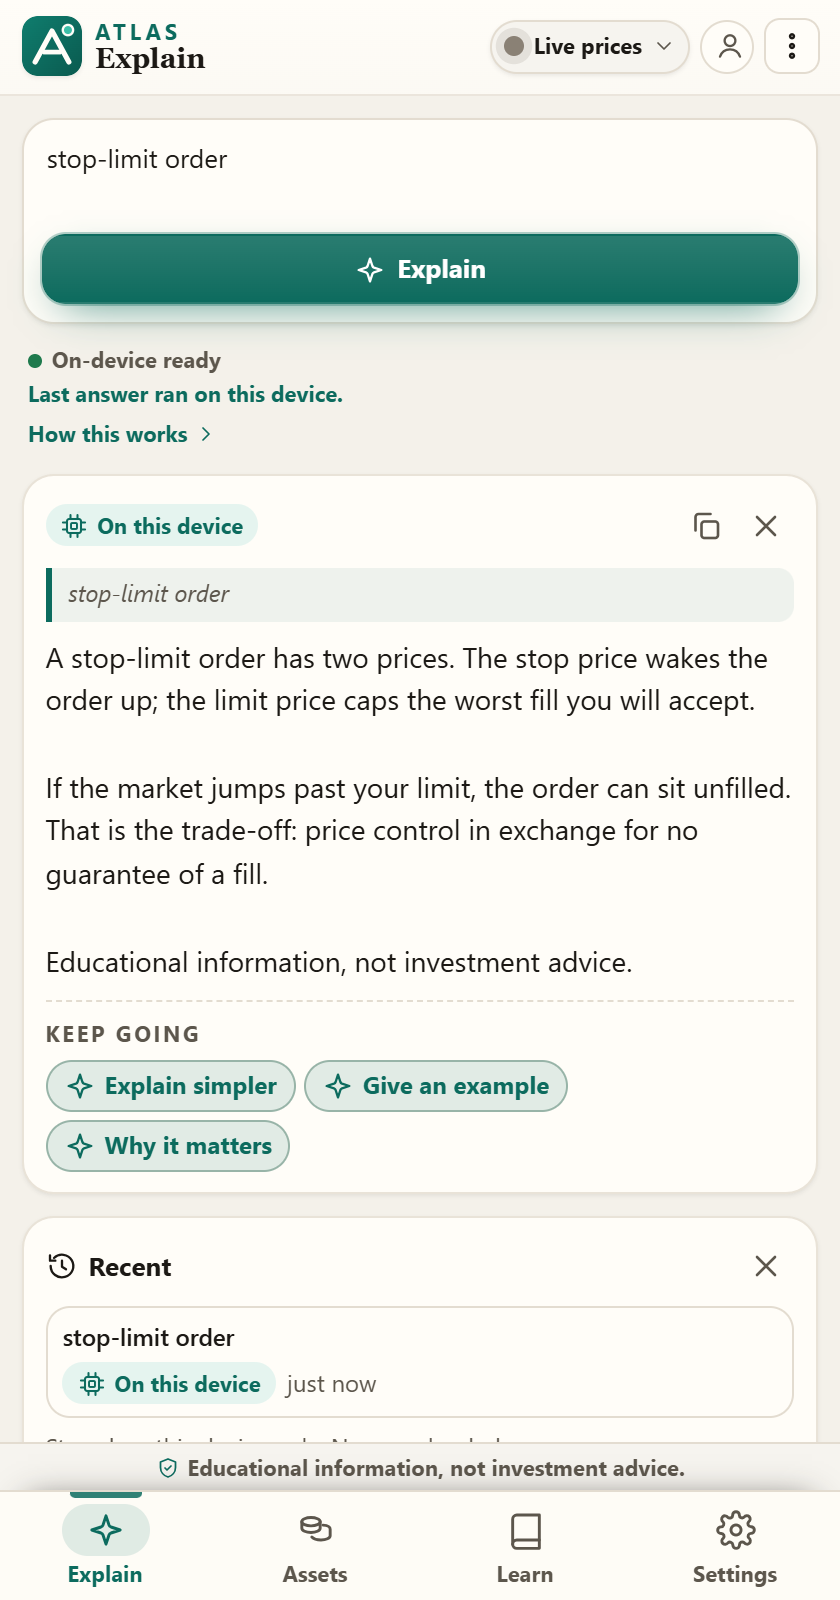 ATLAS
Explain
Live prices
stop-limit order
Explain
On-device ready
Last answer ran on this device.
How this works
On this device
stop-limit order
A stop-limit order has two prices. The stop price wakes the
order up; the limit price caps the worst fill you will accept.
If the market jumps past your limit, the order can sit unfilled.
That is the trade-off: price control in exchange for no
guarantee of a fill.
Educational information, not investment advice.
KEEP GOING
Explain simpler
Give an example
Why it matters
Recent
stop-limit order
On this device just now
Educational information, not investment advice.
Explain
Assets
Learn
Settings